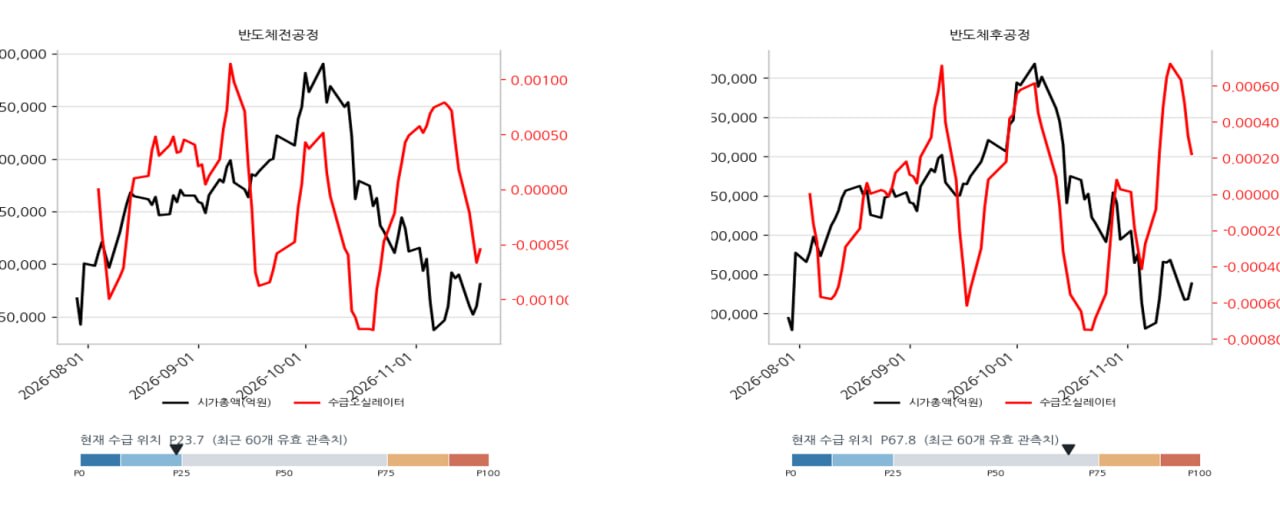 반도체전공정
00,000
50,000
00,000
50,000
00,000
50,000
0.00100
0.00050
0.00000
-0.0005
-0.0010
2026-08-01
2026-09-01
2026-10-01
2026-11-01
시가총액(억원)
수급오실레이터
현재 수급 위치 P23.7 (최근 60개 유효 관측치)
P0
P25
P50
P75
P100
반도체후공정
00,000
50,000
00,000
50,000
00,000
50,000
00,000
0.00060
0.00040
0.00020
0.00000
-0.00020
-0.00040
-0.00060
-0.00080
2026-08-01
2026-09-01
2026-10-01
2026-11-01
시가총액(억원)
수급오실레이터
현재 수급 위치 P67.8 (최근 60개 유효 관측치)
P0
P25
P50
P75
P100